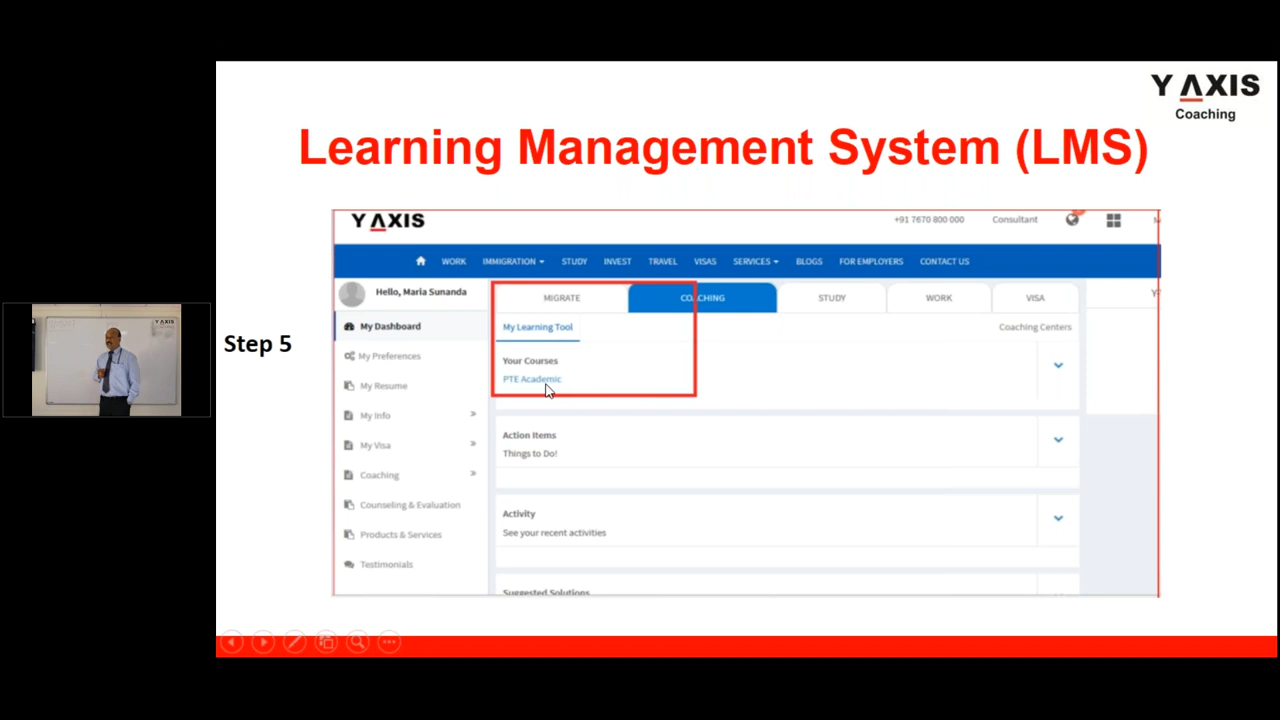 Y AXIS
Coaching
Learning Management System (LMS)
Step 5
Y AXIS
+91 7670 800 000 Consultant
WORK IMMIGRATION STUDY INVEST TRAVEL VISAS SERVICES BLOGS FOR EMPLOYERS CONTACT US
Hello, Maria Sunanda
MIGRATE COACHING STUDY WORK VISA
My Dashboard
My Learning Tool Coaching Centers
My Preferences
Your Courses
PTE Academic
My Resume
My Info
Action Items
My Visa
Things to Do!
Coaching
Counseling & Evaluation
Activity
Products & Services
See your recent activities
Testimonials
Suggested Solutions